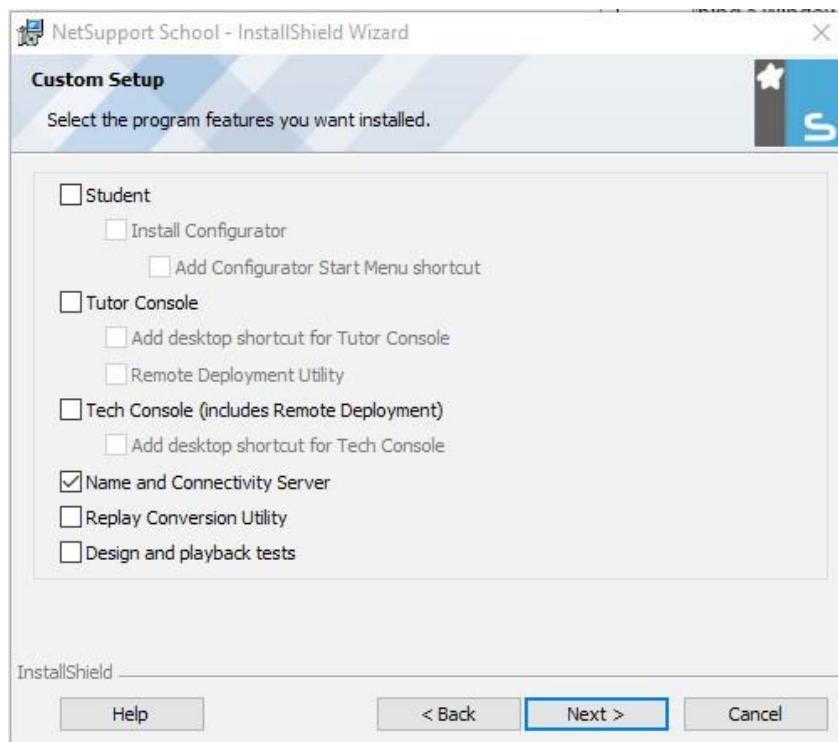 NetSupport School - InstallShield Wizard
Custom Setup
Select the program features you want installed.
S
Student
Install Configurator
Add Configurator Start Menu shortcut
Tutor Console
Add desktop shortcut for Tutor Console
Remote Deployment Utility
Tech Console (includes Remote Deployment)
Add desktop shortcut for Tech Console
Name and Connectivity Server
Replay Conversion Utility
Design and playback tests
InstallShield
Help
< Back
Next >
Cancel